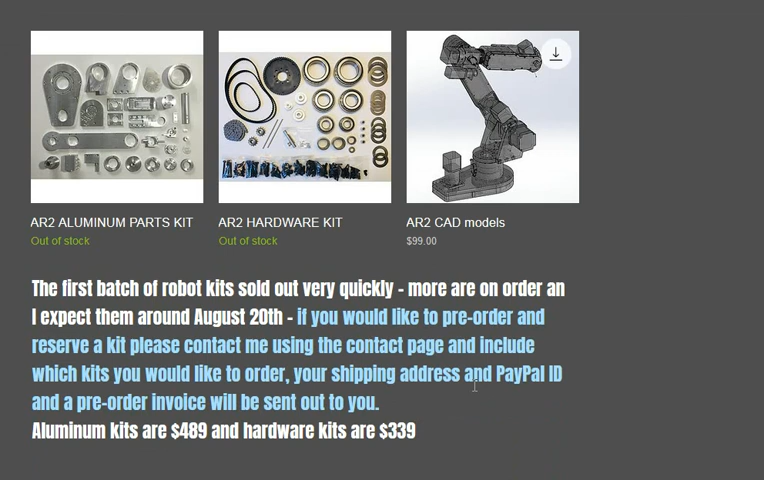 AR2 ALUMINUM PARTS KIT
Out of stock
AR2 HARDWARE KIT
Out of stock
AR2 CAD models
$99.00
The first batch of robot kits sold out very quickly - more are on order an
I expect them around August 20th - if you would like to pre-order and
reserve a kit please contact me using the contact page and include
which kits you would like to order, your shipping address and PayPal ID
and a pre-order invoice will be sent out to you.
Aluminum kits are $489 and hardware kits are $339